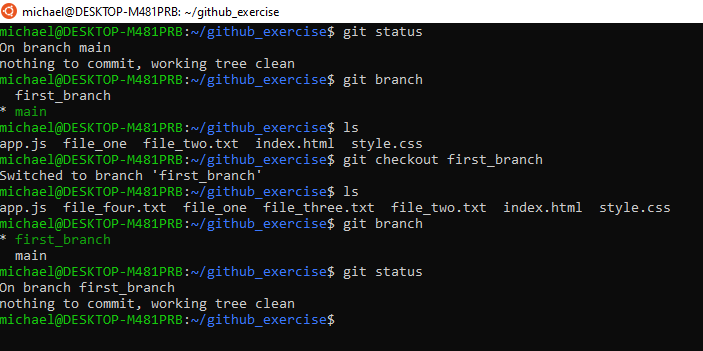 michael@DESKTOP-M481PRB: ~/github_exercise
michael@DESKTOP-M481PRB:~/github_exercise$ git status
On branch main
nothing to commit, working tree clean
michael@DESKTOP-M481PRB:~/github_exercise$ git branch
  first_branch
* main
michael@DESKTOP-M481PRB:~/github_exercise$ ls
app.js  file_one  file_two.txt  index.html  style.css
michael@DESKTOP-M481PRB:~/github_exercise$ git checkout first_branch
Switched to branch 'first_branch'
michael@DESKTOP-M481PRB:~/github_exercise$ ls
app.js  file_four.txt  file_one  file_three.txt  file_two.txt  index.html  style.css
michael@DESKTOP-M481PRB:~/github_exercise$ git branch
* first_branch
  main
michael@DESKTOP-M481PRB:~/github_exercise$ git status
On branch first_branch
nothing to commit, working tree clean
michael@DESKTOP-M481PRB:~/github_exercise$